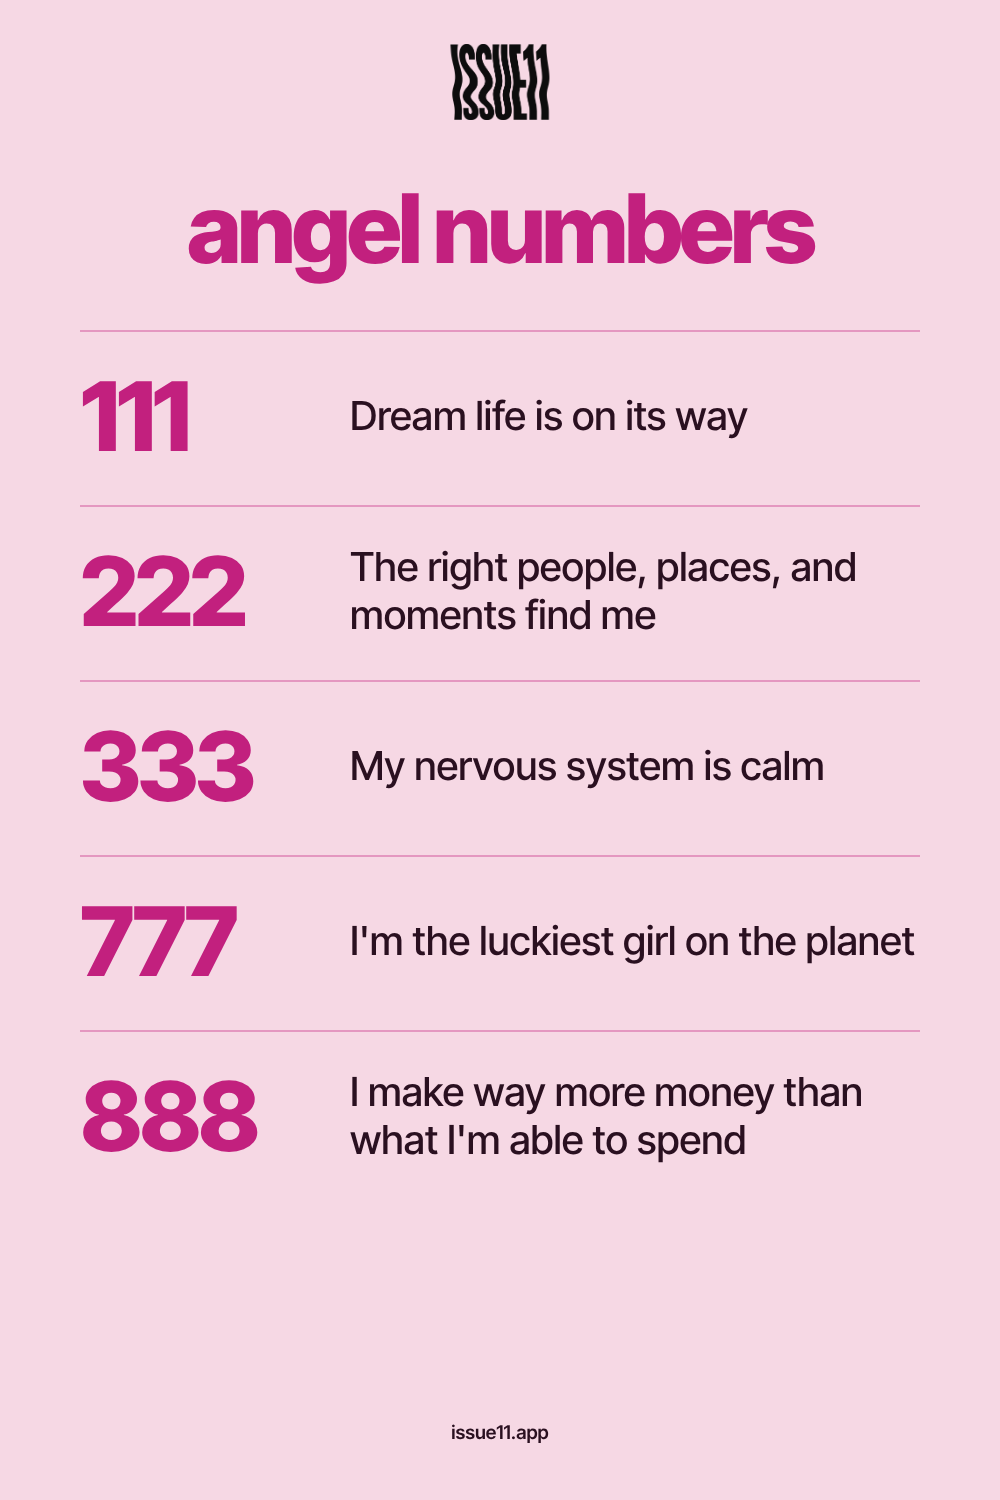 ISSUE11
angel numbers
111
Dream life is on its way
222
The right people, places, and
moments find me
333
My nervous system is calm
777
I'm the luckiest girl on the planet
888
I make way more money than
what I'm able to spend
issue11.app